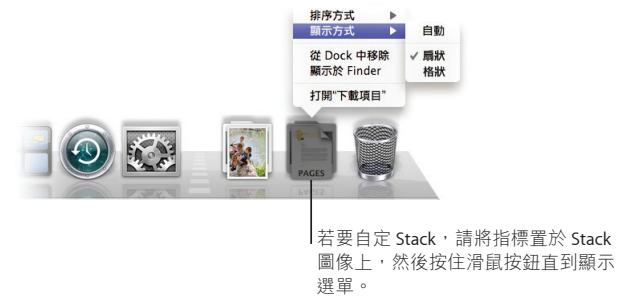 排序方式
顯示方式
自動
從 Dock 中移除
扇狀
顯示於 Finder
格狀
打開“下載項目”
PAGES
若要自定 Stack，請將指標置於 Stack
圖像上，然後按住滑鼠按鈕直到顯示
選單。